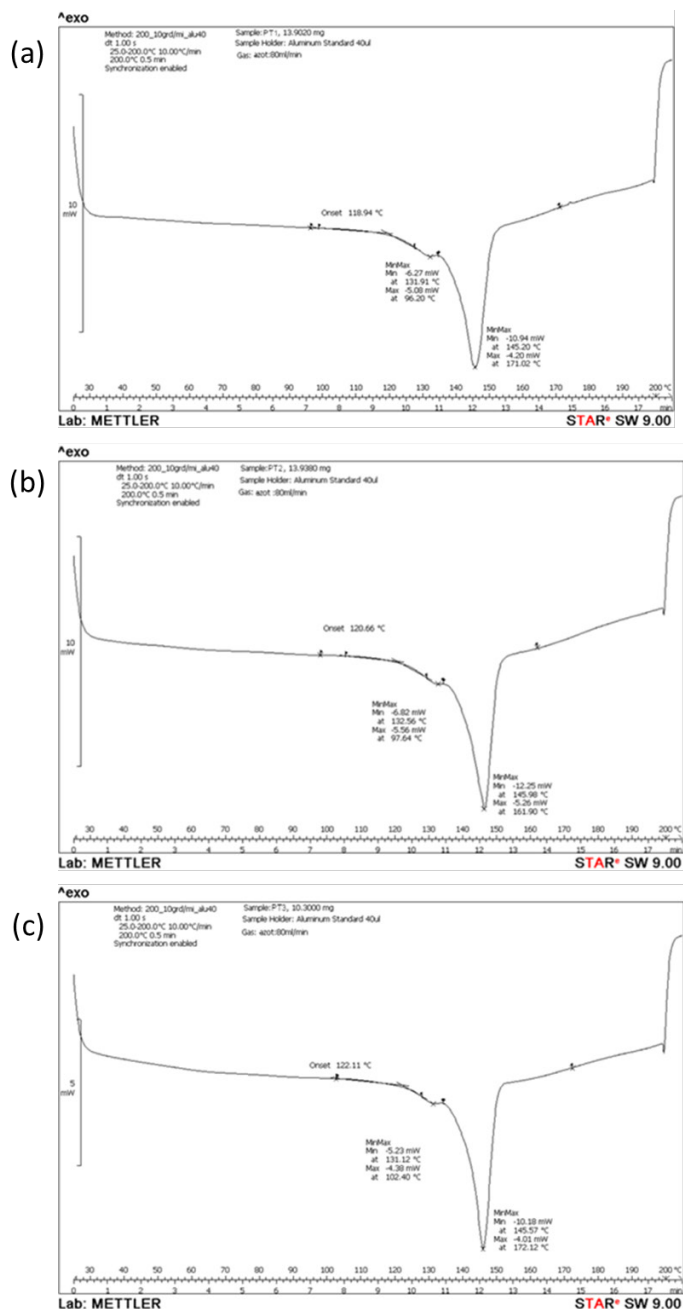 (a)
^exo
Method: 200_10grd/mi_alu40
dt 1.00 s
25.0-200.0°C 10.00°C/min
200.0°C 0.5 min
Synchronization enabled
Sample:PT1, 13.9020 mg
Sample Holder: Aluminum Standard 40ul
Gas: azot:80ml/min
10
mW
Onset 118.94 °C
MinMax
Min -6.27 mW
at 131.91 °C
Max -5.08 mW
at 96.20 °C
MinMax
Min -10.94 mW
at 145.20 °C
Max -4.20 mW
at 171.02 °C
30 40 50 60 70 80 90 100 110 120 130 140 150 160 170 180 200 °C
0 1 2 3 4 5 6 7 8 9 10 11 12 13 14 15 16 17 min
Lab: METTLER
STARe SW 9.00
(b)
^exo
Method: 200_10grd/mi_alu40
dt 1.00 s
25.0-200.0°C 10.00°C/min
200.0°C 0.5 min
Synchronization enabled
Sample:PT2, 13.9380 mg
Sample Holder: Aluminum Standard 40ul
Gas: azot :80ml/min
10
mW
Onset 120.66 °C
MinMax
Min -6.82 mW
at 132.56 °C
Max -5.56 mW
at 97.64 °C
MinMax
Min -12.25 mW
at 145.98 °C
Max -5.26 mW
at 161.90 °C
30 40 50 60 70 80 90 100 110 120 130 140 150 160 170 180 200 °C
0 1 2 3 4 5 6 7 8 9 10 11 12 13 14 15 16 17 min
Lab: METTLER
STARe SW 9.00
(c)
^exo
Method: 200_10grd/mi_alu40
dt 1.00 s
25.0-200.0°C 10.00°C/min
200.0°C 0.5 min
Synchronization enabled
Sample:PT3, 10.3000 mg
Sample Holder: Aluminum Standard 40ul
Gas: azot:80ml/min
5
mW
Onset 122.11 °C
MinMax
Min -5.23 mW
at 131.12 °C
Max -4.38 mW
at 102.40 °C
MinMax
Min -10.18 mW
at 145.57 °C
Max -4.01 mW
at 172.12 °C
30 40 50 60 70 80 90 100 110 120 130 140 150 160 170 180 200 °C
0 1 2 3 4 5 6 7 8 9 10 11 12 13 14 15 16 17 min
Lab: METTLER
STARe SW 9.00